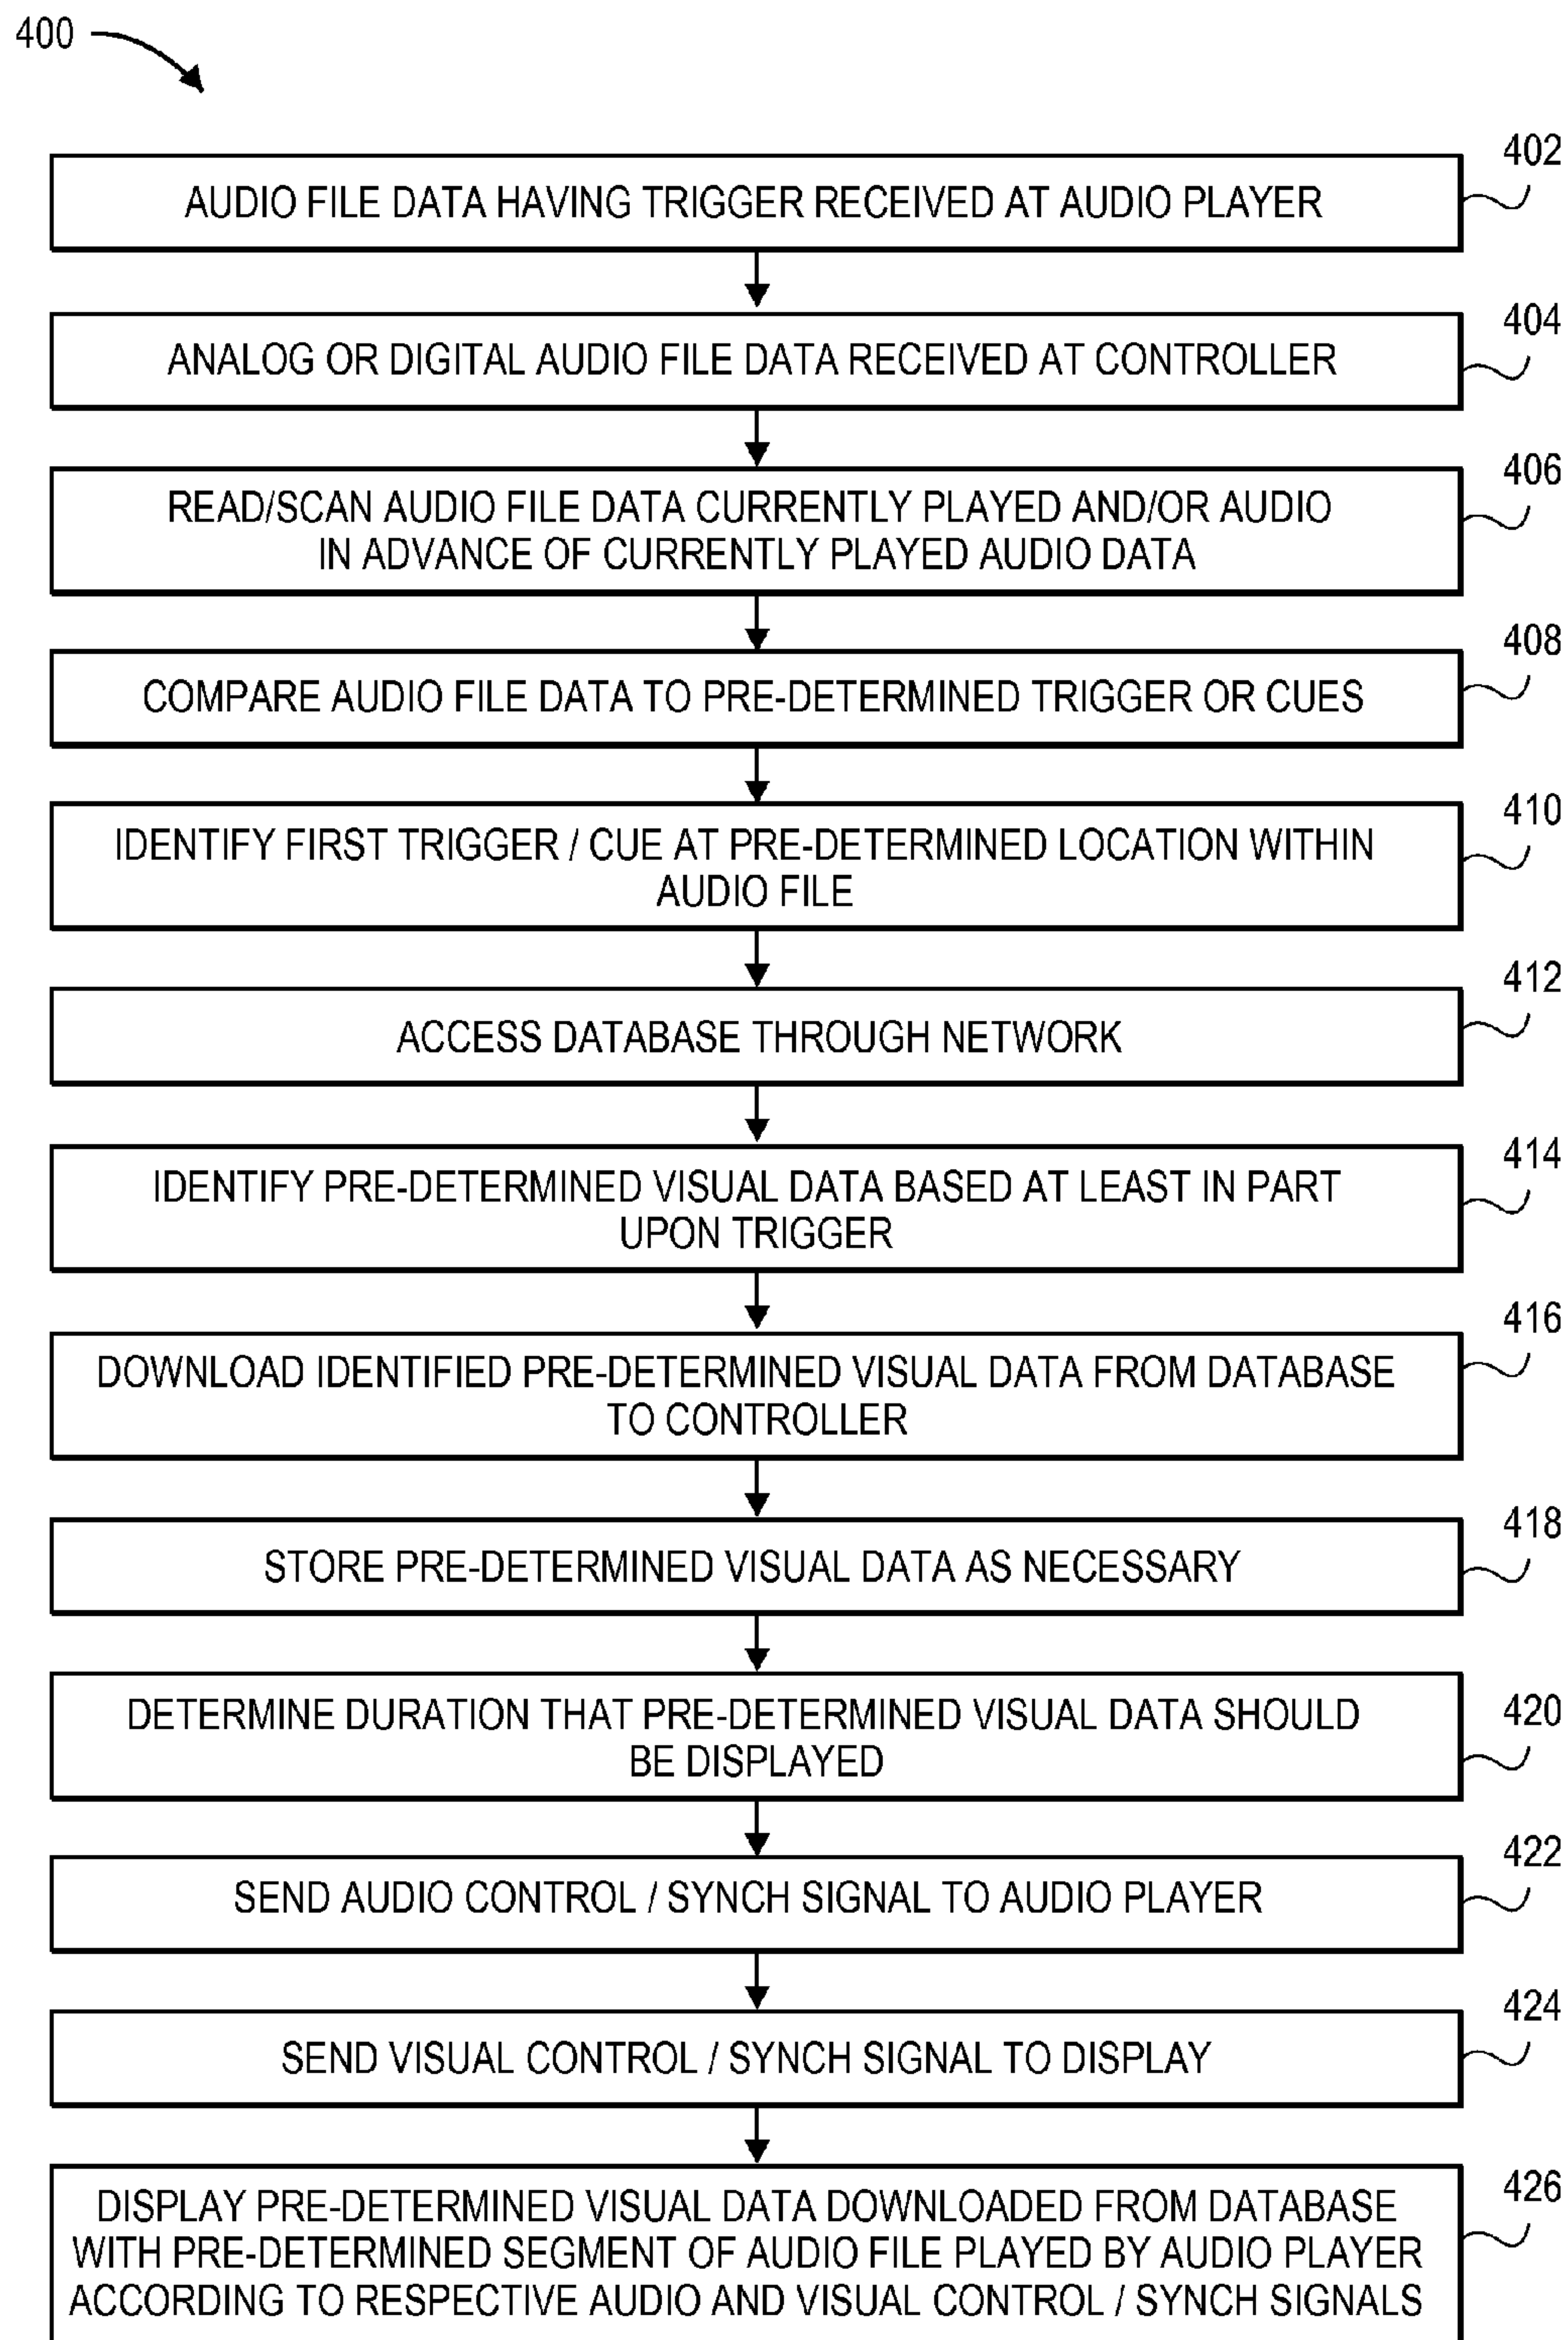 400
402
AUDIO FILE DATA HAVING TRIGGER RECEIVED AT AUDIO PLAYER
404
ANALOG OR DIGITAL AUDIO FILE DATA RECEIVED AT CONTROLLER
406
READ/SCAN AUDIO FILE DATA CURRENTLY PLAYED AND/OR AUDIO
IN ADVANCE OF CURRENTLY PLAYED AUDIO DATA
408
COMPARE AUDIO FILE DATA TO PRE-DETERMINED TRIGGER OR CUES
410
IDENTIFY FIRST TRIGGER / CUE AT PRE-DETERMINED LOCATION WITHIN
AUDIO FILE
412
ACCESS DATABASE THROUGH NETWORK
414
IDENTIFY PRE-DETERMINED VISUAL DATA BASED AT LEAST IN PART
UPON TRIGGER
416
DOWNLOAD IDENTIFIED PRE-DETERMINED VISUAL DATA FROM DATABASE
TO CONTROLLER
418
STORE PRE-DETERMINED VISUAL DATA AS NECESSARY
420
DETERMINE DURATION THAT PRE-DETERMINED VISUAL DATA SHOULD
BE DISPLAYED
422
SEND AUDIO CONTROL / SYNCH SIGNAL TO AUDIO PLAYER
424
SEND VISUAL CONTROL / SYNCH SIGNAL TO DISPLAY
426
DISPLAY PRE-DETERMINED VISUAL DATA DOWNLOADED FROM DATABASE
WITH PRE-DETERMINED SEGMENT OF AUDIO FILE PLAYED BY AUDIO PLAYER
ACCORDING TO RESPECTIVE AUDIO AND VISUAL CONTROL / SYNCH SIGNALS